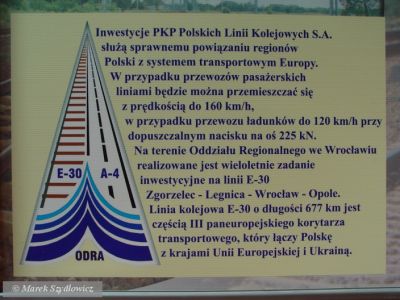 Inwestycje PKP Polskich Linii Kolejowych S.A.
służą sprawnemu powiązaniu regionów
Polski z systemem transportowym Europy.
W przypadku przewozów pasażerskich
liniami będzie można przemieszczać się
z prędkością do 160 km/h,
w przypadku przewozu ładunków do 120 km/h przy
dopuszczalnym nacisku na oś 225 kN.
Na terenie Oddziału Regionalnego we Wrocławiu
realizowane jest wieloletnie zadanie
inwestycyjne na linii E-30
Zgorzelec - Legnica - Wrocław - Opole.
Linia kolejowa E-30 o długości 677 km jest
częścią III paneuropejskiego korytarza
transportowego, który łączy Polskę
z krajami Unii Europejskiej i Ukrainą.
E-30 A-4
ODRA
© Marek Szydłowicz